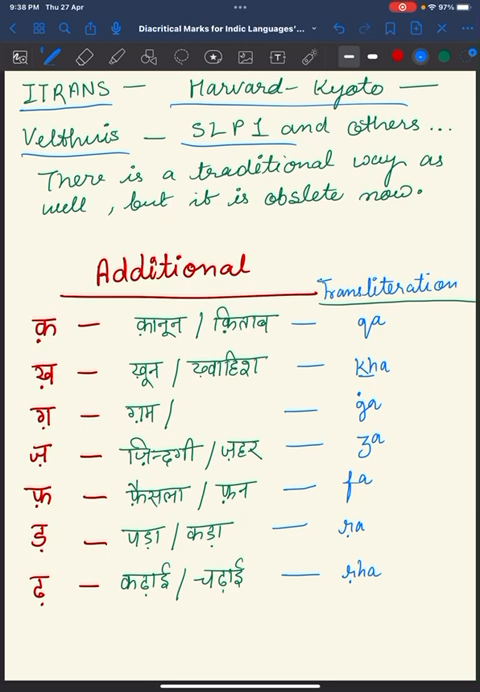 9:38 PM Thu 27 Apr 97%
Diacritical Marks for Indic Languages'...
ITRANS — Harvard-Kyoto —
Velthuis — SLP1 and others...
There is a traditional way as
well, but it is obslete now.
Additional Transliteration
क़ — क़ानून / क़िताब — qa
ख़ — ख़ून / ख़्वाहिश — kha
ग़ — ग़म / — ġa
ज़ — ज़िन्दगी / ज़हर — za
फ़ — फ़ैसला / फ़न — fa
ड़ — पड़ा / कड़ा — ṛa
ढ़ — कढ़ाई / चढ़ाई — ṛha